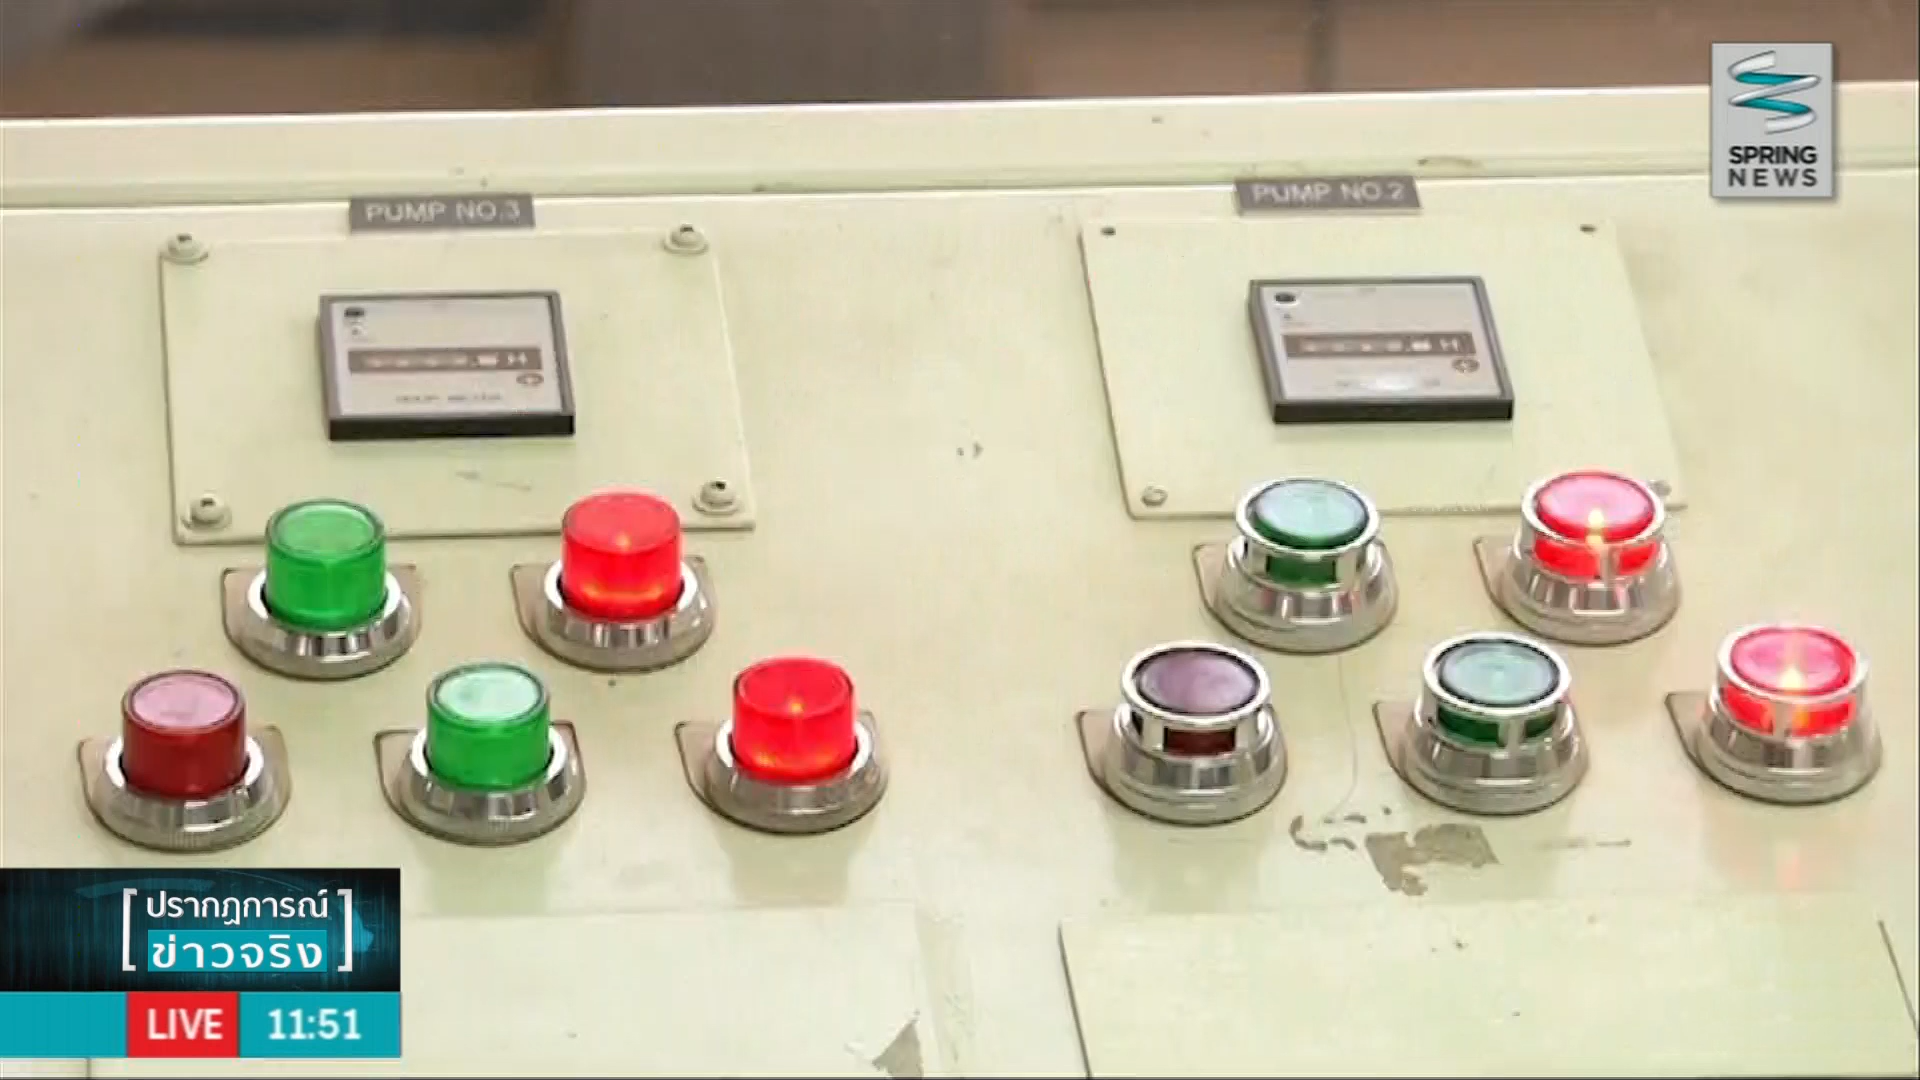 SPRING
NEWS
PUMP NO.3
PUMP NO.2
ปรากฏการณ์
ข่าวจริง
LIVE 11:51